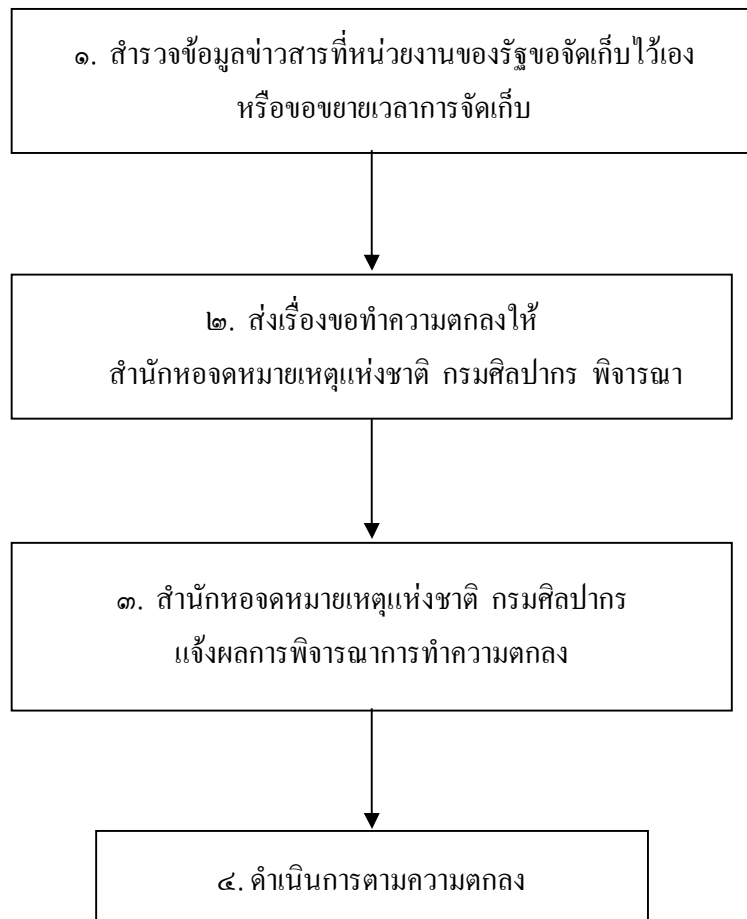 ๑. สำรวจข้อมูลข่าวสารที่หน่วยงานของรัฐขอจัดเก็บไว้เอง
หรือขอขยายเวลาการจัดเก็บ
๒. ส่งเรื่องขอทำความตกลงให้
สำนักหอจดหมายเหตุแห่งชาติ กรมศิลปากร พิจารณา
๓. สำนักหอจดหมายเหตุแห่งชาติ กรมศิลปากร
แจ้งผลการพิจารณาการทำความตกลง
๔. ดำเนินการตามความตกลง